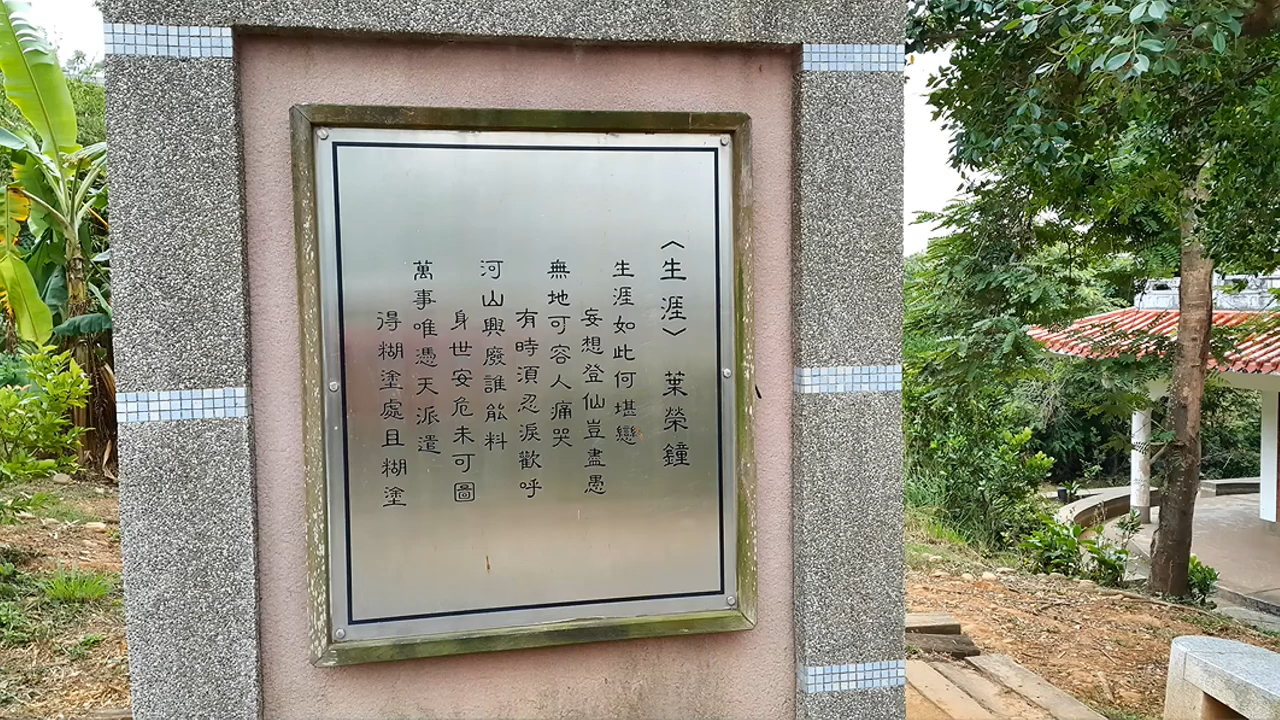 〈生涯〉 葉榮鐘
生涯如此何堪戀
妄想登仙豈盡愚
無地可容人痛哭
有時須忍淚歡呼
河山興廢誰能料
身世安危未可圖
萬事唯憑天派遣
得糊塗處且糊塗